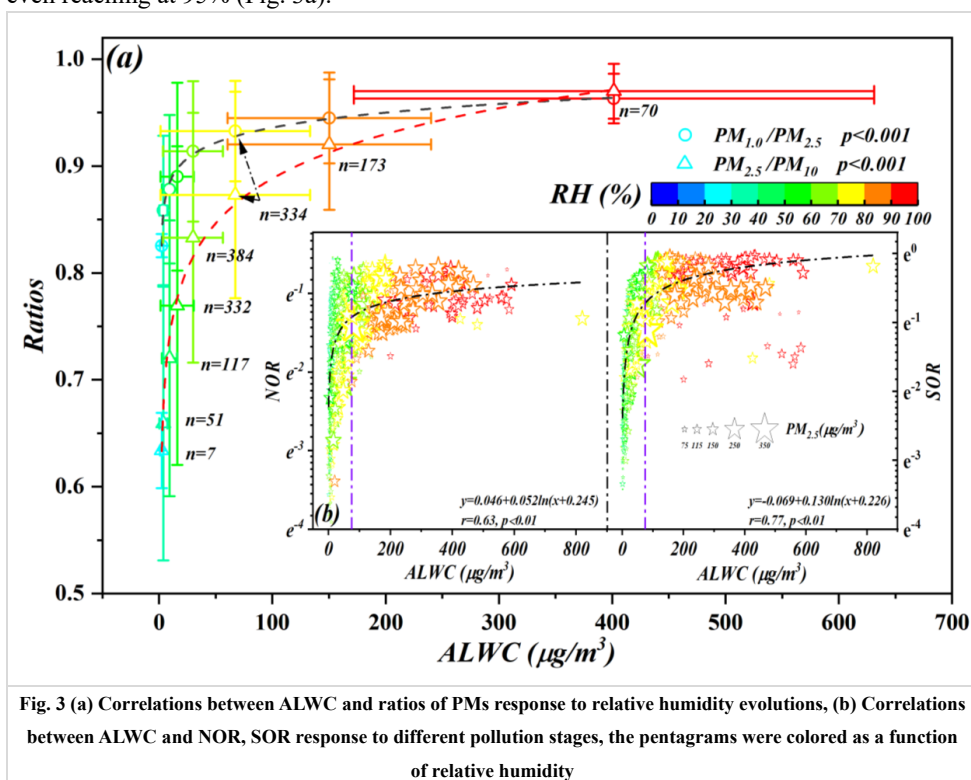 even reaching at 95% (Fig. 3a).
(a)
1.0
0.9
0.8
0.7
0.6
0.5
Ratios
0 100 200 300 400 500 600 700
ALWC (μg/m³)
n=70
n=173
n=334
n=384
n=332
n=117
n=51
n=7
PM1.0/PM2.5 p<0.001
PM2.5/PM10 p<0.001
RH (%)
0 10 20 30 40 50 60 70 80 90 100
(b)
NOR
e-1
e-2
e-3
e-4
y=0.046+0.052ln(x+0.245)
r=0.63, p<0.01
0 200 400 600 800
ALWC (μg/m³)
SOR
e0
e-1
e-2
e-3
e-4
75 115 150 250 350
PM2.5(μg/m³)
y=-0.069+0.130ln(x+0.226)
r=0.77, p<0.01
0 200 400 600 800
ALWC (μg/m³)
Fig. 3 (a) Correlations between ALWC and ratios of PMs response to relative humidity evolutions, (b) Correlations
between ALWC and NOR, SOR response to different pollution stages, the pentagrams were colored as a function
of relative humidity